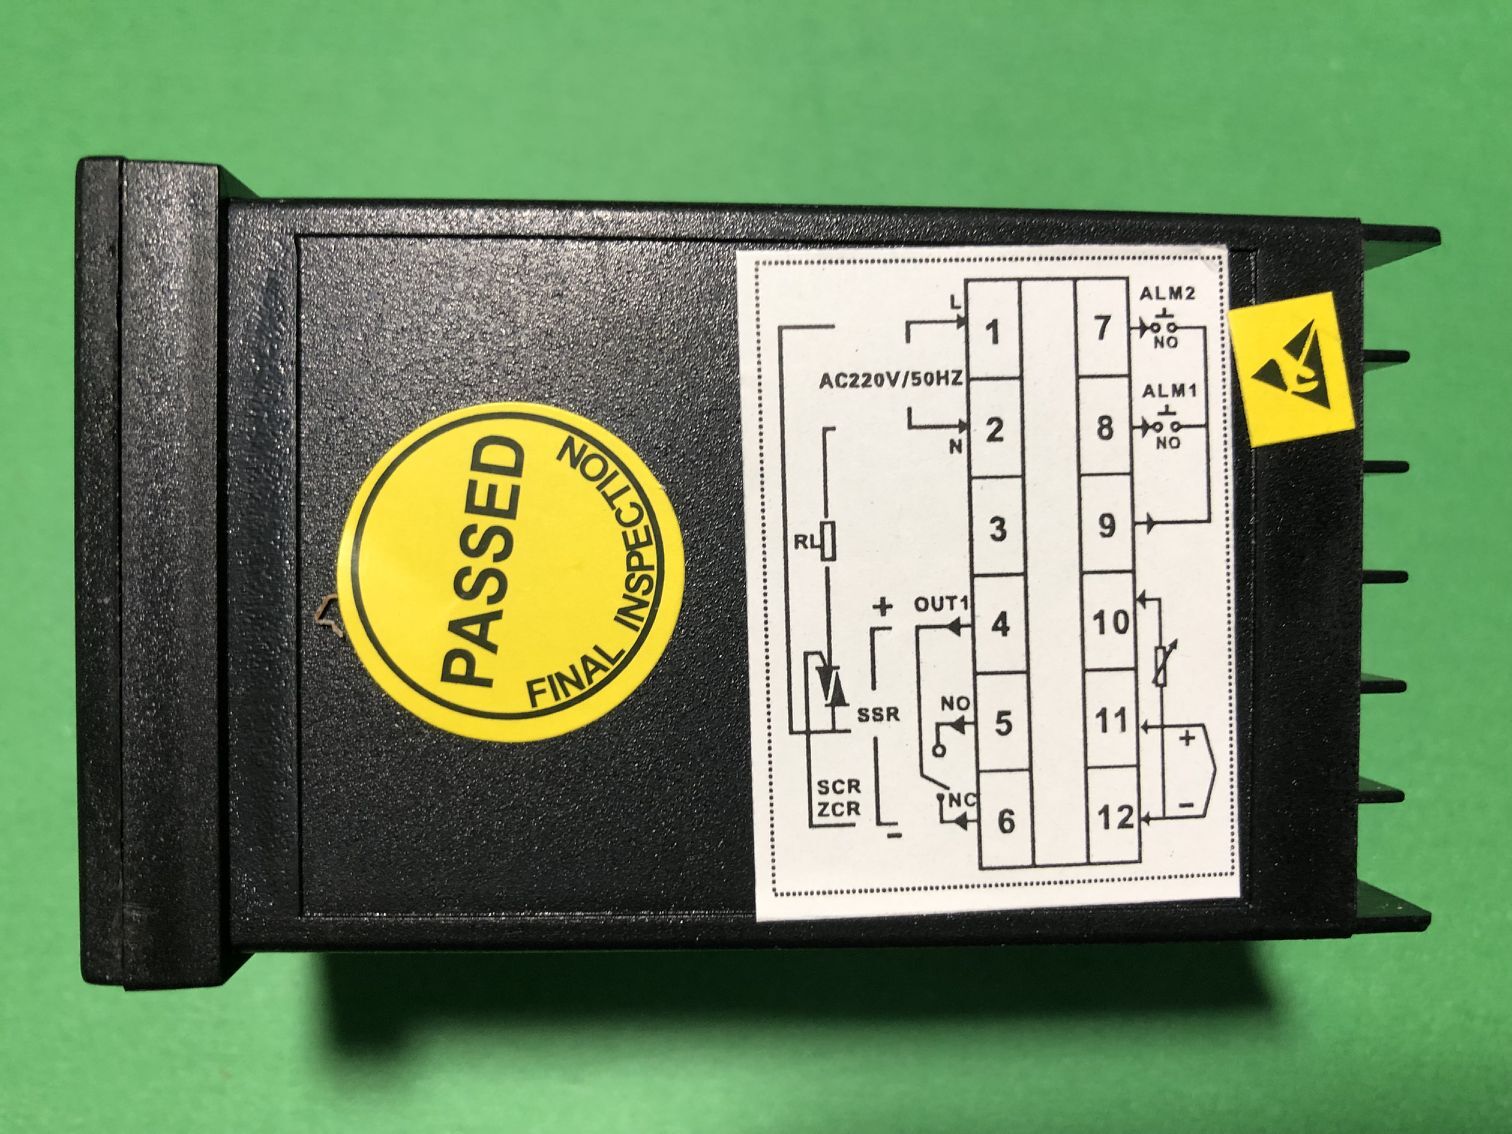 PASSED
FINAL INSPECTION
L
AC220V/50HZ
N
RL
+
OUT1
SSR
NO
SCR
ZCR
NC
-
1
2
3
4
5
6
7
8
9
10
11
12
ALM2
NO
ALM1
NO
+
-